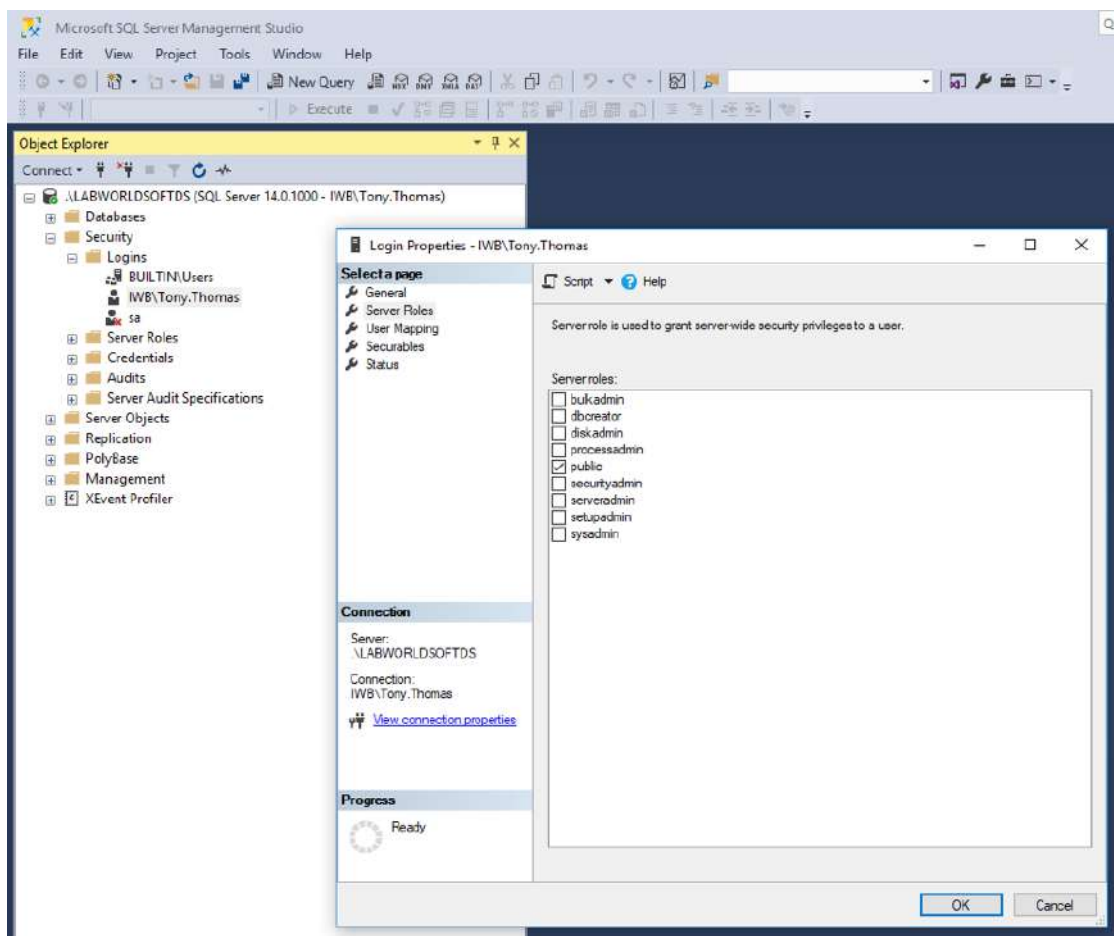 Microsoft SQL Server Management Studio
File Edit View Project Tools Window Help
New Query MDX DMX XMLA DAX
Execute
Object Explorer
Connect
.\LABWORLDSOFTDS (SQL Server 14.0.1000 - IWB\Tony.Thomas)
Databases
Security
Logins
BUILTIN\Users
IWB\Tony.Thomas
sa
Server Roles
Credentials
Audits
Server Audit Specifications
Server Objects
Replication
PolyBase
Management
XEvent Profiler
Login Properties - IWB\Tony.Thomas
Select a page
General
Server Roles
User Mapping
Securables
Status
Script Help
Server role is used to grant server-wide security privileges to a user.
Server roles:
bulkadmin
dbcreator
diskadmin
processadmin
public
securityadmin
serveradmin
setupadmin
sysadmin
Connection
Server:
.\LABWORLDSOFTDS
Connection:
IWB\Tony.Thomas
View connection properties
Progress
Ready
OK Cancel